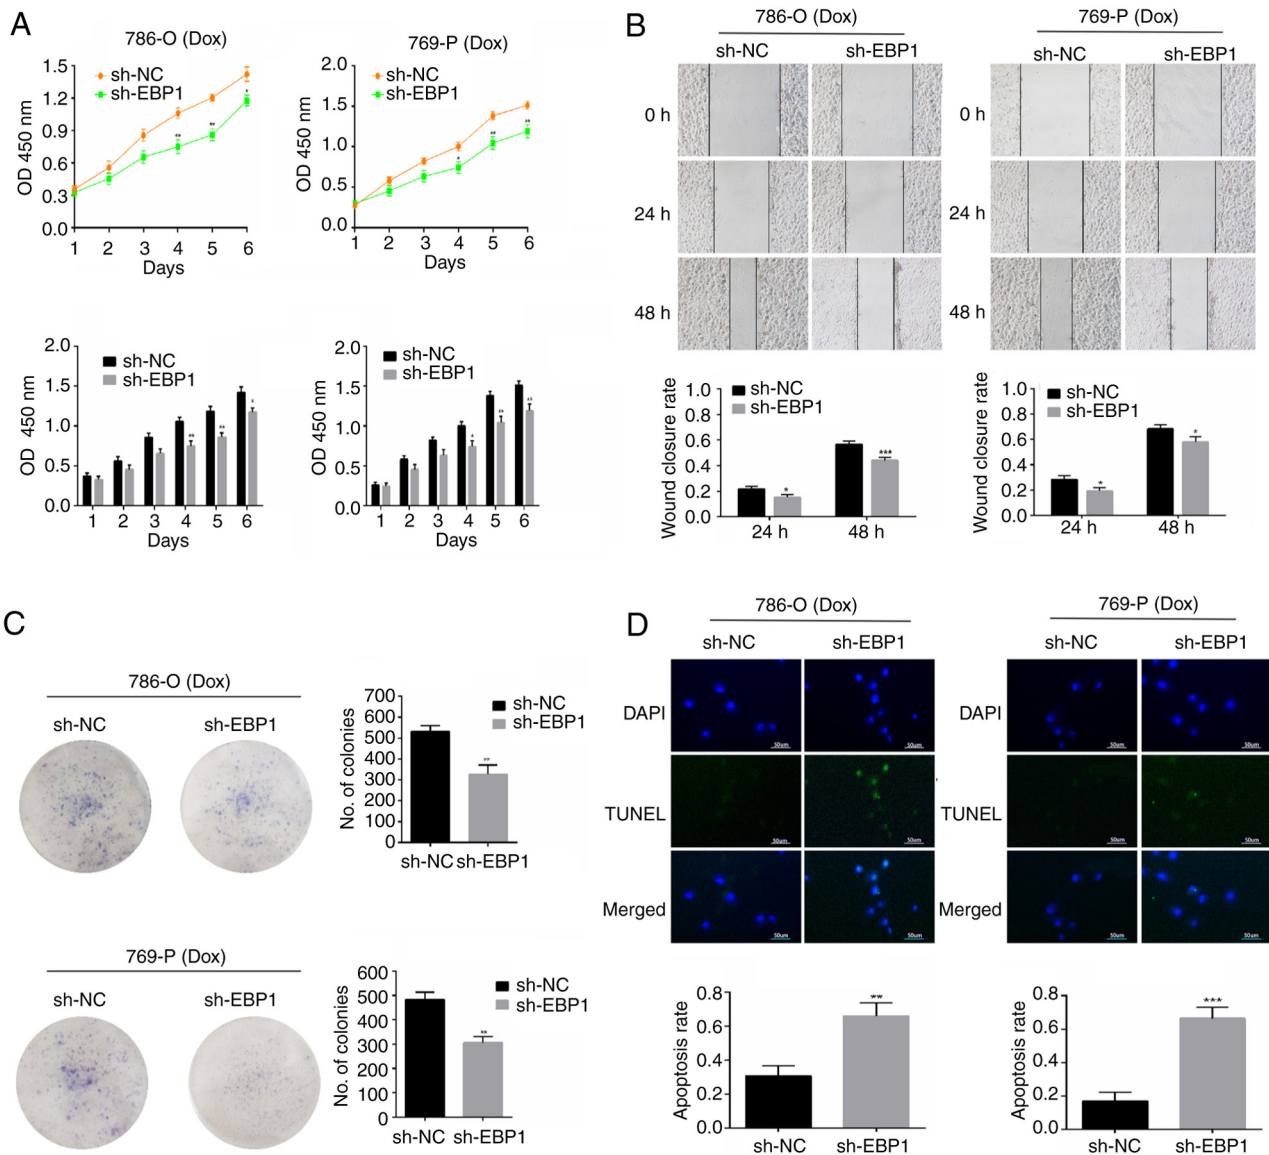 A
786-O (Dox)
1.5
1.2
0.9
0.6
0.3
0.0
OD 450 nm
sh-NC
sh-EBP1
**
**
*
1 2 3 4 5 6
Days
769-P (Dox)
2.0
1.5
1.0
0.5
0.0
OD 450 nm
sh-NC
sh-EBP1
*
**
**
1 2 3 4 5 6
Days
2.0
1.5
1.0
0.5
0.0
OD 450 nm
sh-NC
sh-EBP1
**
**
*
1 2 3 4 5 6
Days
2.0
1.5
1.0
0.5
0.0
OD 450 nm
sh-NC
sh-EBP1
*
**
**
1 2 3 4 5 6
Days
B
786-O (Dox)
sh-NC sh-EBP1
0 h
24 h
48 h
769-P (Dox)
sh-NC sh-EBP1
0 h
24 h
48 h
1.0
0.8
0.6
0.4
0.2
0.0
Wound closure rate
sh-NC
sh-EBP1
*
***
24 h 48 h
1.0
0.8
0.6
0.4
0.2
0.0
Wound closure rate
sh-NC
sh-EBP1
*
*
24 h 48 h
C
786-O (Dox)
sh-NC sh-EBP1
700
600
500
400
300
200
100
0
No. of colonies
sh-NC
sh-EBP1
**
sh-NC sh-EBP1
769-P (Dox)
sh-NC sh-EBP1
600
500
400
300
200
100
0
No. of colonies
sh-NC
sh-EBP1
**
sh-NC sh-EBP1
D
786-O (Dox)
sh-NC sh-EBP1
DAPI
50um 50um
TUNEL
50um 50um
Merged
50um 50um
769-P (Dox)
sh-NC sh-EBP1
DAPI
50um 50um
TUNEL
50um 50um
Merged
50um 50um
0.8
0.6
0.4
0.2
0.0
Apoptosis rate
**
sh-NC sh-EBP1
0.8
0.6
0.4
0.2
0.0
Apoptosis rate
***
sh-NC sh-EBP1